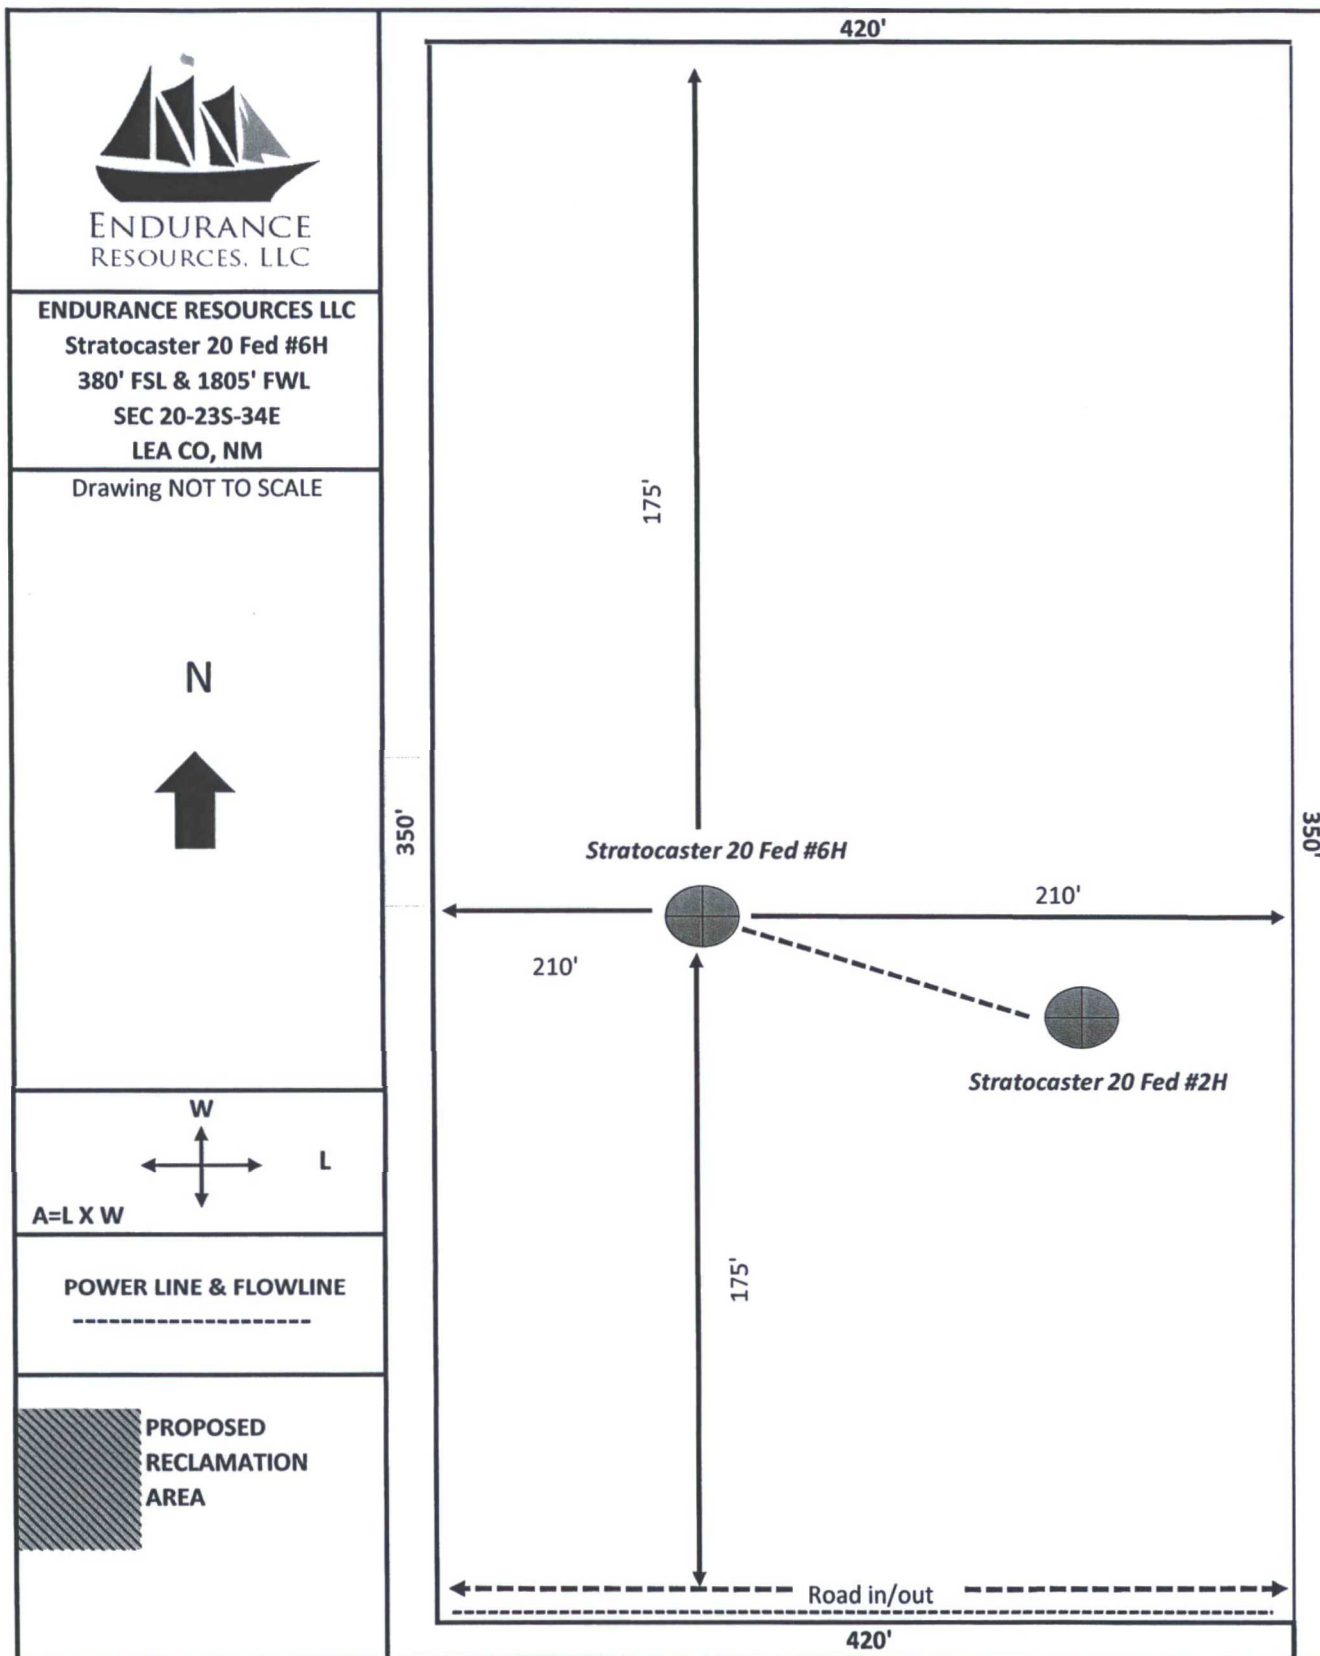 ENDURANCE
RESOURCES, LLC
ENDURANCE RESOURCES LLC
Stratocaster 20 Fed #6H
380' FSL & 1805' FWL
SEC 20-23S-34E
LEA CO, NM
Drawing NOT TO SCALE
N
W
L
A=L X W
POWER LINE & FLOWLINE
PROPOSED
RECLAMATION
AREA
420'
175'
350'
350'
Stratocaster 20 Fed #6H
210'
210'
Stratocaster 20 Fed #2H
175'
Road in/out
420'